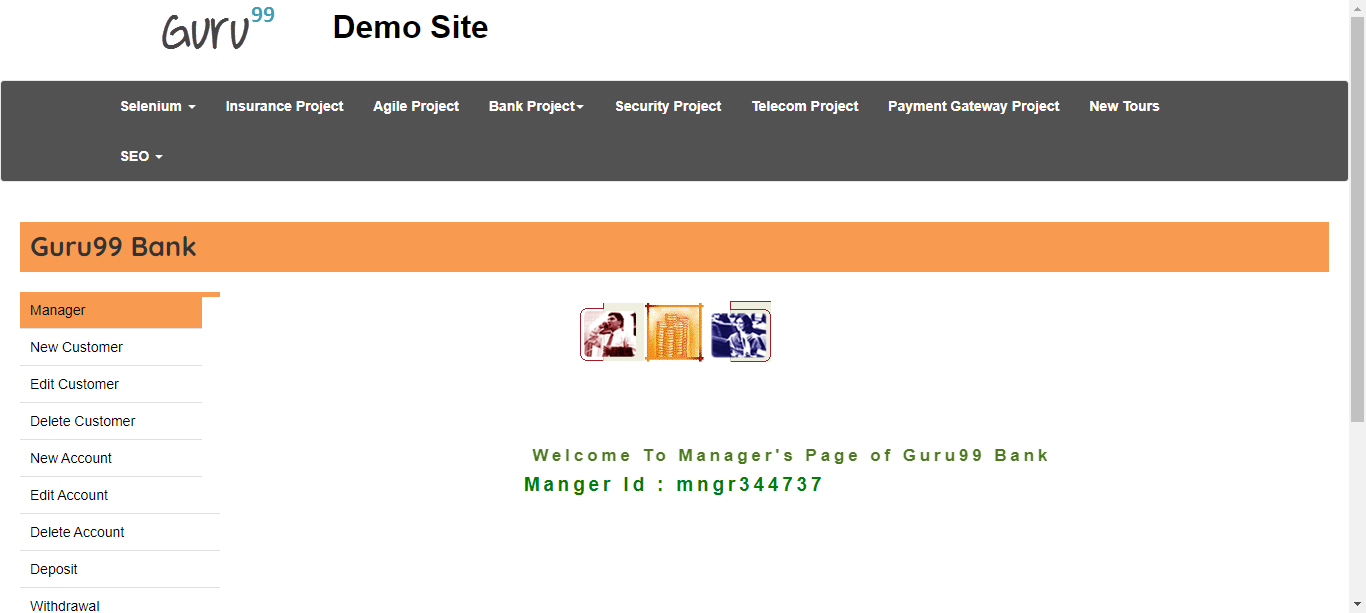 Guru99 Demo Site
Selenium Insurance Project Agile Project Bank Project Security Project Telecom Project Payment Gateway Project New Tours
SEO
Guru99 Bank
Manager
New Customer
Edit Customer
Delete Customer
New Account
Edit Account
Delete Account
Deposit
Withdrawal
Welcome To Manager's Page of Guru99 Bank
Manger Id : mngr344737